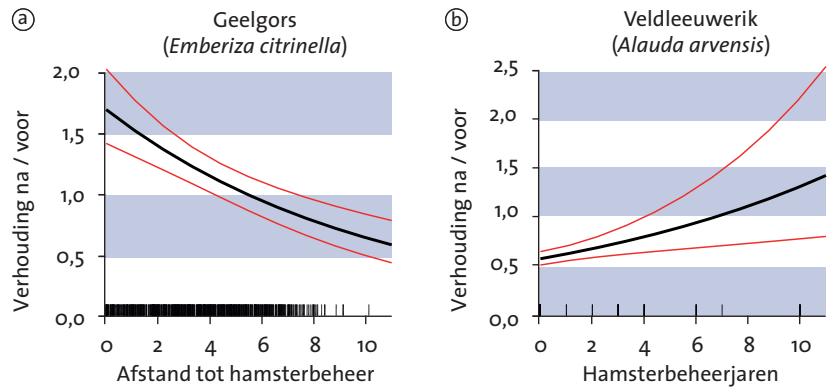 a
Geelgors
(Emberiza citrinella)
Verhouding na / voor
2,0
1,5
1,0
0,5
0,0
0 2 4 6 8 10
Afstand tot hamsterbeheer
b
Veldleeuwerik
(Alauda arvensis)
Verhouding na / voor
2,5
2,0
1,5
1,0
0,5
0,0
0 2 4 6 8 10
Hamsterbeheerjaren